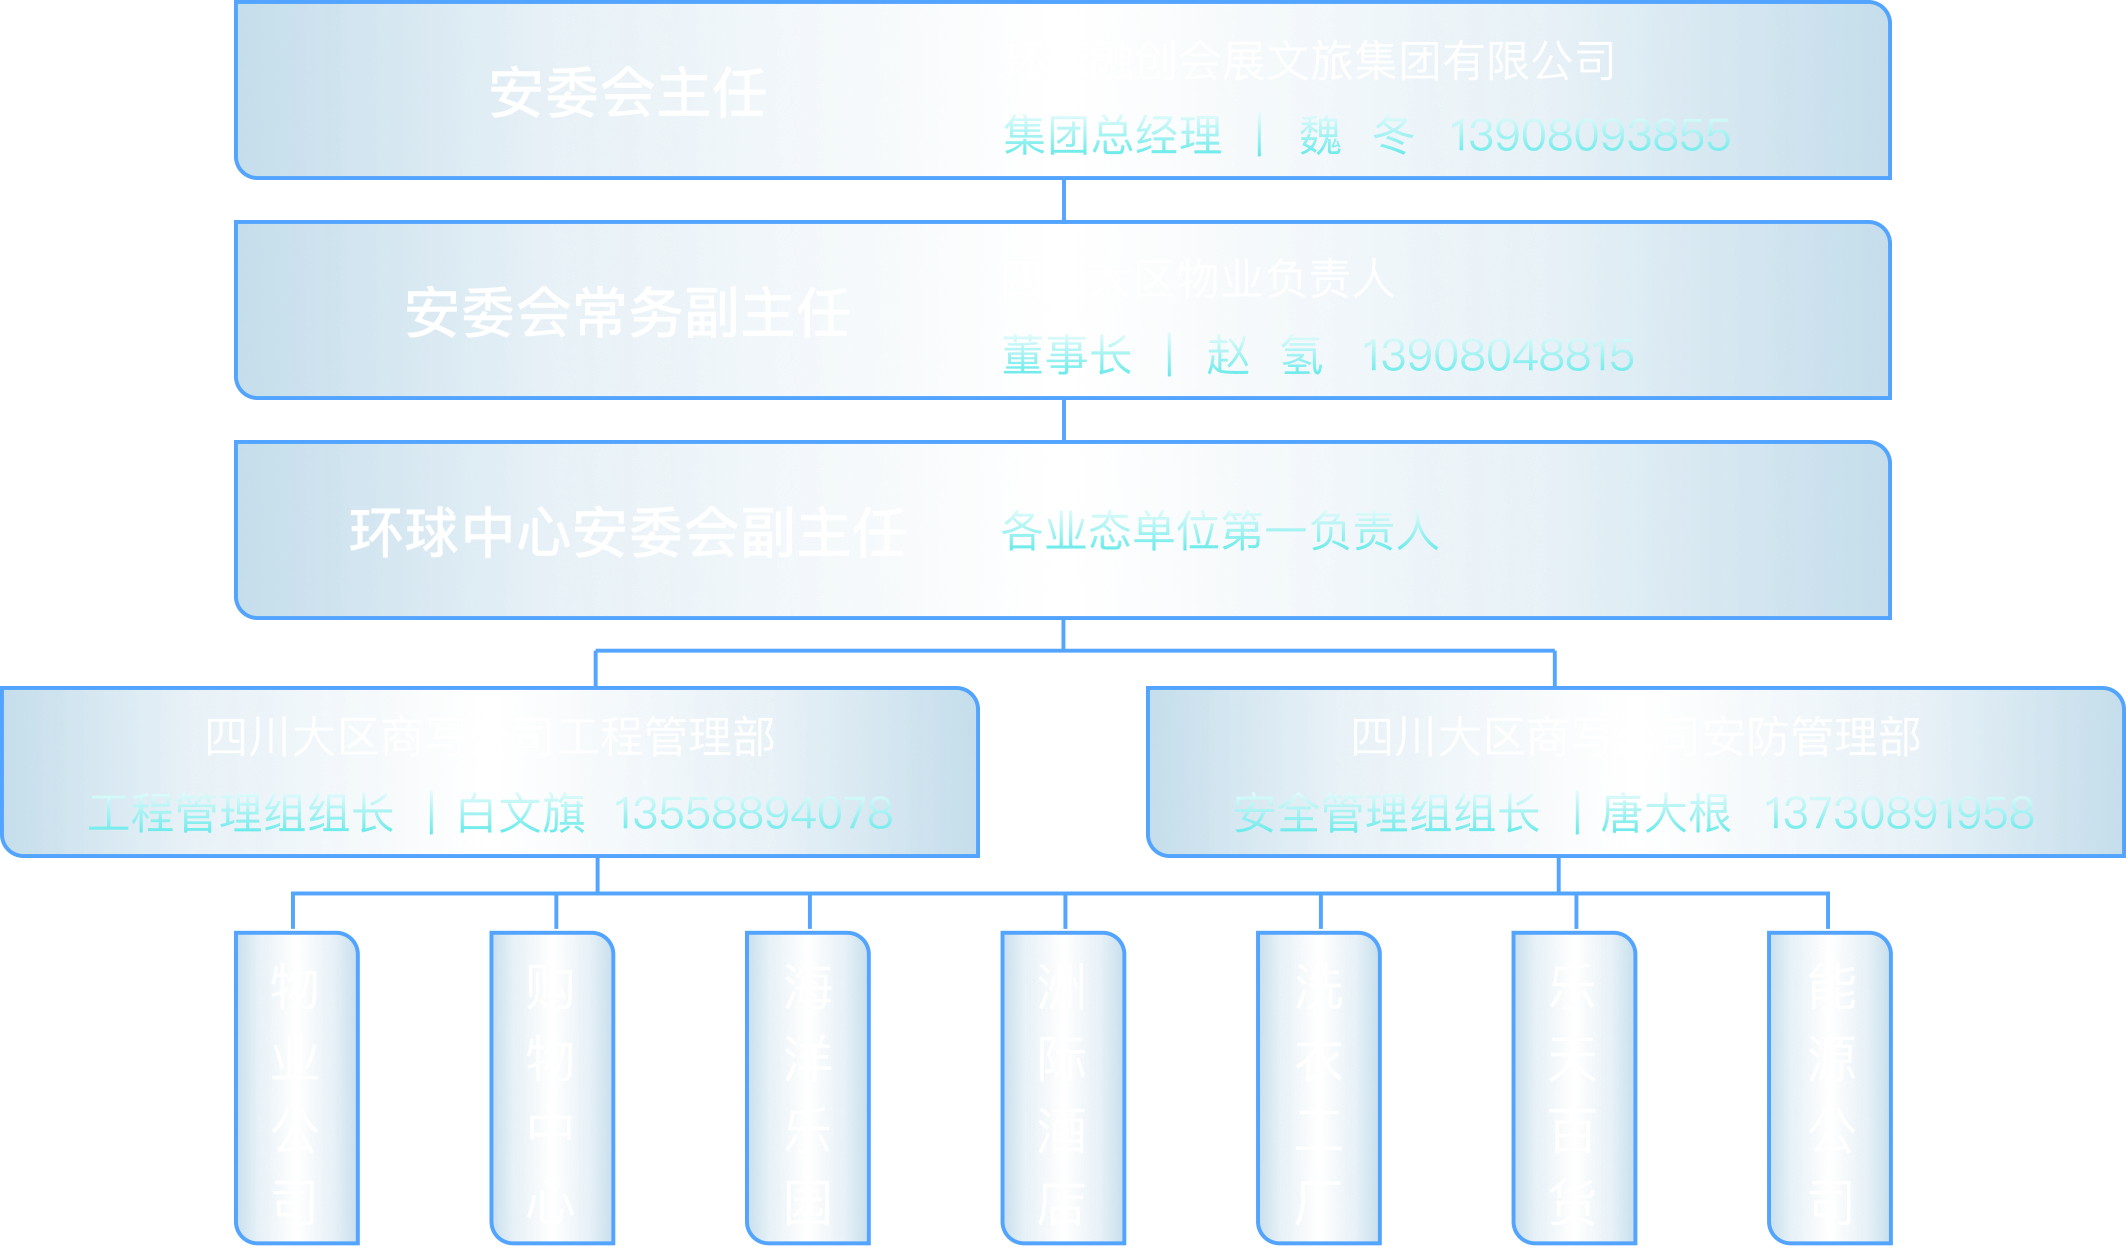 安委会主任
创会展文旅集团有限公司
集团总经理 | 魏 冬 13908093855
安委会常务副主任
区物业负责人
董事长 | 赵 氢 13908048815
环球中心安委会副主任
各业态单位第一负责人
四川大区商写公司工程管理部
工程管理组组长 | 白文旗 13558894078
四川大区商写公司安防管理部
安全管理组组长 | 唐大根 13730891958
物业公司
购物中心
海洋乐园
洲际酒店
洗衣工厂
乐天百货
能源公司